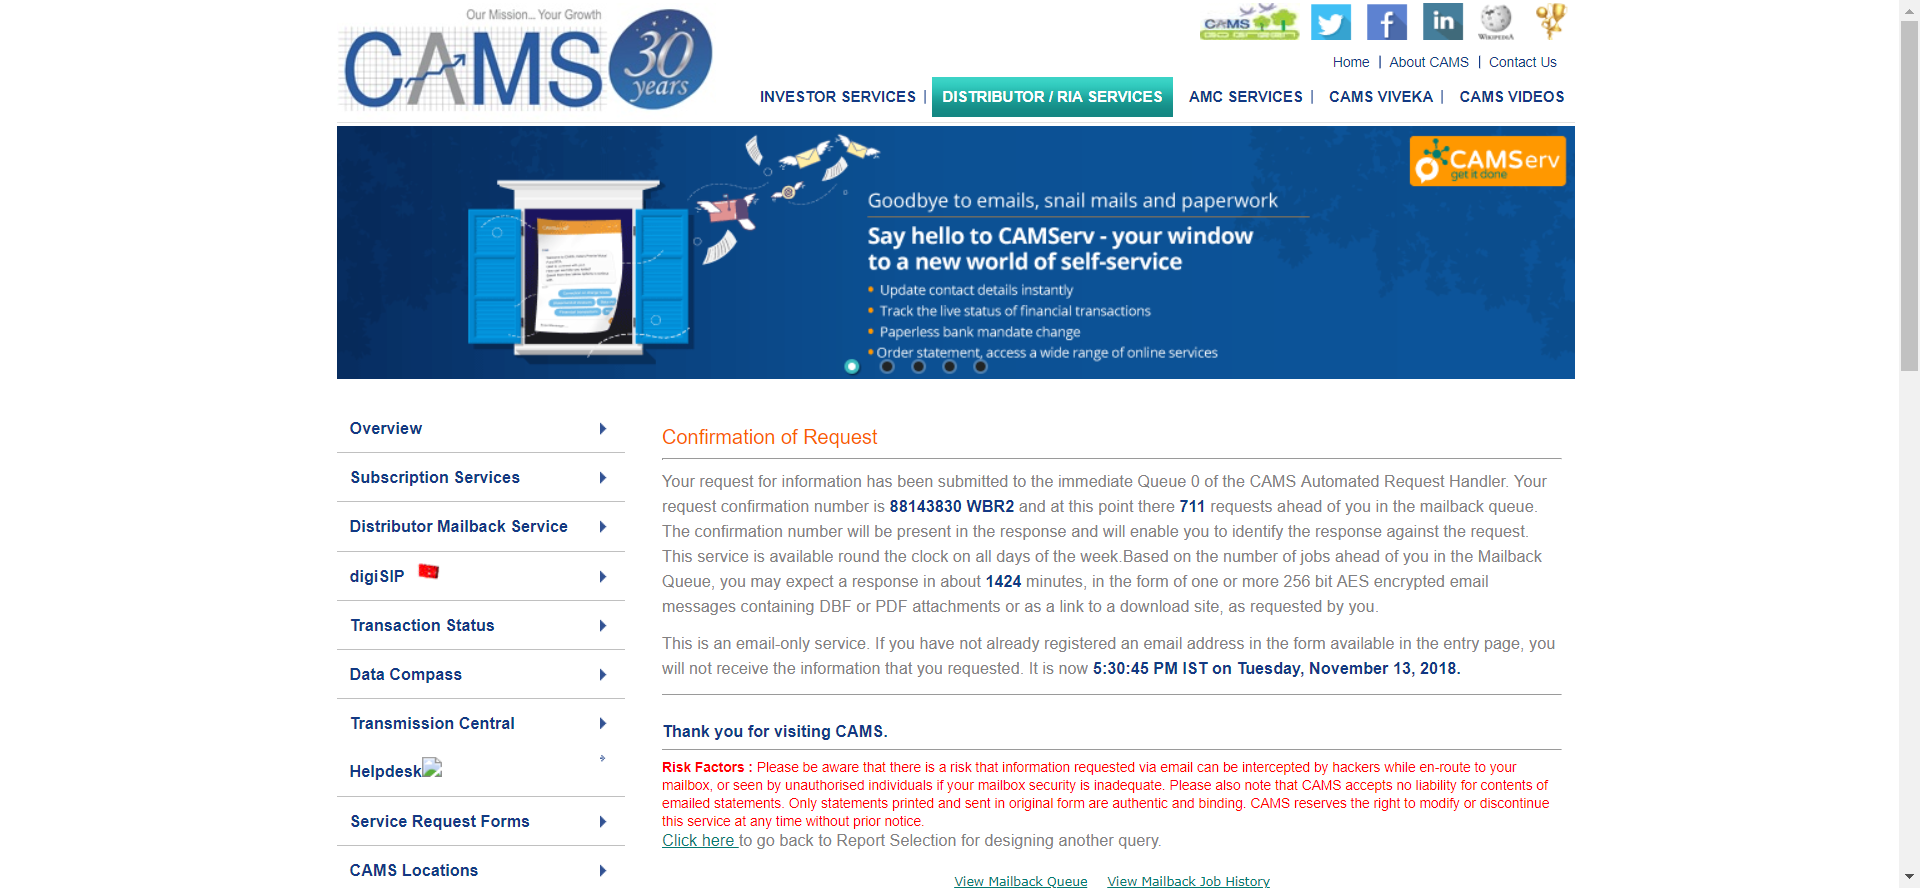 Our Mission... Your Growth
CAMS
30
years
CAMS
GO GREEN
WIKIPEDIA
Home | About CAMS | Contact Us
INVESTOR SERVICES | DISTRIBUTOR / RIA SERVICES AMC SERVICES | CAMS VIVEKA | CAMS VIDEOS
CAMServ
get it done
Goodbye to emails, snail mails and paperwork
Say hello to CAMServ - your window
to a new world of self-service
• Update contact details instantly
• Track the live status of financial transactions
• Paperless bank mandate change
• Order statement, access a wide range of online services
Overview
Subscription Services
Distributor Mailback Service
digiSIP
Transaction Status
Data Compass
Transmission Central
Helpdesk
Service Request Forms
CAMS Locations
Confirmation of Request
Your request for information has been submitted to the immediate Queue 0 of the CAMS Automated Request Handler. Your
request confirmation number is 88143830 WBR2 and at this point there 711 requests ahead of you in the mailback queue.
The confirmation number will be present in the response and will enable you to identify the response against the request.
This service is available round the clock on all days of the week.Based on the number of jobs ahead of you in the Mailback
Queue, you may expect a response in about 1424 minutes, in the form of one or more 256 bit AES encrypted email
messages containing DBF or PDF attachments or as a link to a download site, as requested by you.
This is an email-only service. If you have not already registered an email address in the form available in the entry page, you
will not receive the information that you requested. It is now 5:30:45 PM IST on Tuesday, November 13, 2018.
Thank you for visiting CAMS.
Risk Factors : Please be aware that there is a risk that information requested via email can be intercepted by hackers while en-route to your
mailbox, or seen by unauthorised individuals if your mailbox security is inadequate. Please also note that CAMS accepts no liability for contents of
emailed statements. Only statements printed and sent in original form are authentic and binding. CAMS reserves the right to modify or discontinue
this service at any time without prior notice.
Click here to go back to Report Selection for designing another query.
View Mailback Queue View Mailback Job History